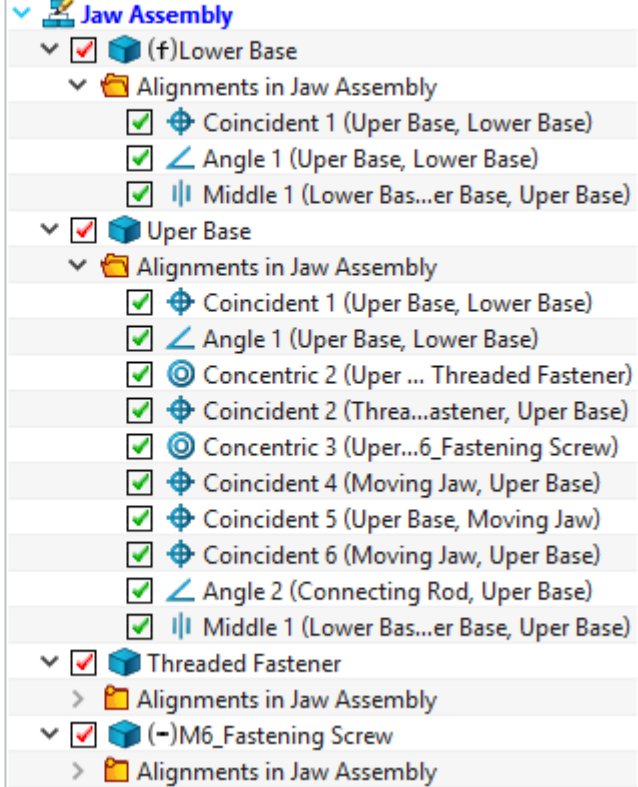 Jaw Assembly
(f)Lower Base
Alignments in Jaw Assembly
Coincident 1 (Uper Base, Lower Base)
Angle 1 (Uper Base, Lower Base)
Middle 1 (Lower Bas...er Base, Uper Base)
Uper Base
Alignments in Jaw Assembly
Coincident 1 (Uper Base, Lower Base)
Angle 1 (Uper Base, Lower Base)
Concentric 2 (Uper ... Threaded Fastener)
Coincident 2 (Threa...astener, Uper Base)
Concentric 3 (Uper...6_Fastening Screw)
Coincident 4 (Moving Jaw, Uper Base)
Coincident 5 (Uper Base, Moving Jaw)
Coincident 6 (Moving Jaw, Uper Base)
Angle 2 (Connecting Rod, Uper Base)
Middle 1 (Lower Bas...er Base, Uper Base)
Threaded Fastener
Alignments in Jaw Assembly
(-)M6_Fastening Screw
Alignments in Jaw Assembly